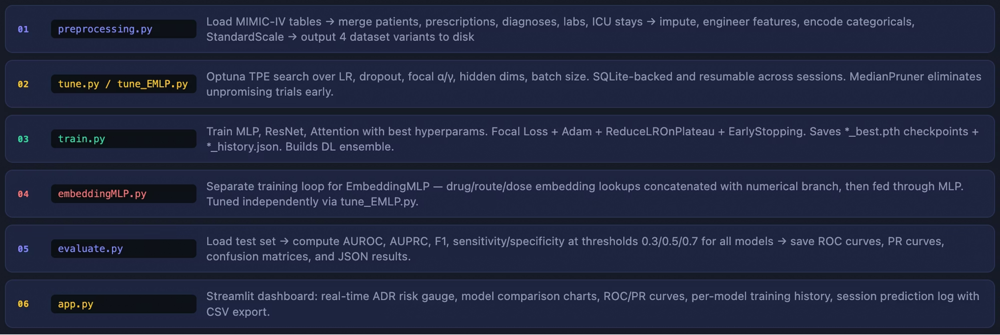 01
preprocessing.py
Load MIMIC-IV tables → merge patients, prescriptions, diagnoses, labs, ICU stays → impute, engineer features, encode categoricals,
StandardScale → output 4 dataset variants to disk
02
tune.py / tune_EMLP.py
Optuna TPE search over LR, dropout, focal α/γ, hidden dims, batch size. SQLite-backed and resumable across sessions. MedianPruner eliminates
unpromising trials early.
03
train.py
Train MLP, ResNet, Attention with best hyperparams. Focal Loss + Adam + ReduceLROnPlateau + EarlyStopping. Saves *_best.pth checkpoints +
*_history.json. Builds DL ensemble.
04
embeddingMLP.py
Separate training loop for EmbeddingMLP — drug/route/dose embedding lookups concatenated with numerical branch, then fed through MLP.
Tuned independently via tune_EMLP.py.
05
evaluate.py
Load test set → compute AUROC, AUPRC, F1, sensitivity/specificity at thresholds 0.3/0.5/0.7 for all models → save ROC curves, PR curves,
confusion matrices, and JSON results.
06
app.py
Streamlit dashboard: real-time ADR risk gauge, model comparison charts, ROC/PR curves, per-model training history, session prediction log with
CSV export.